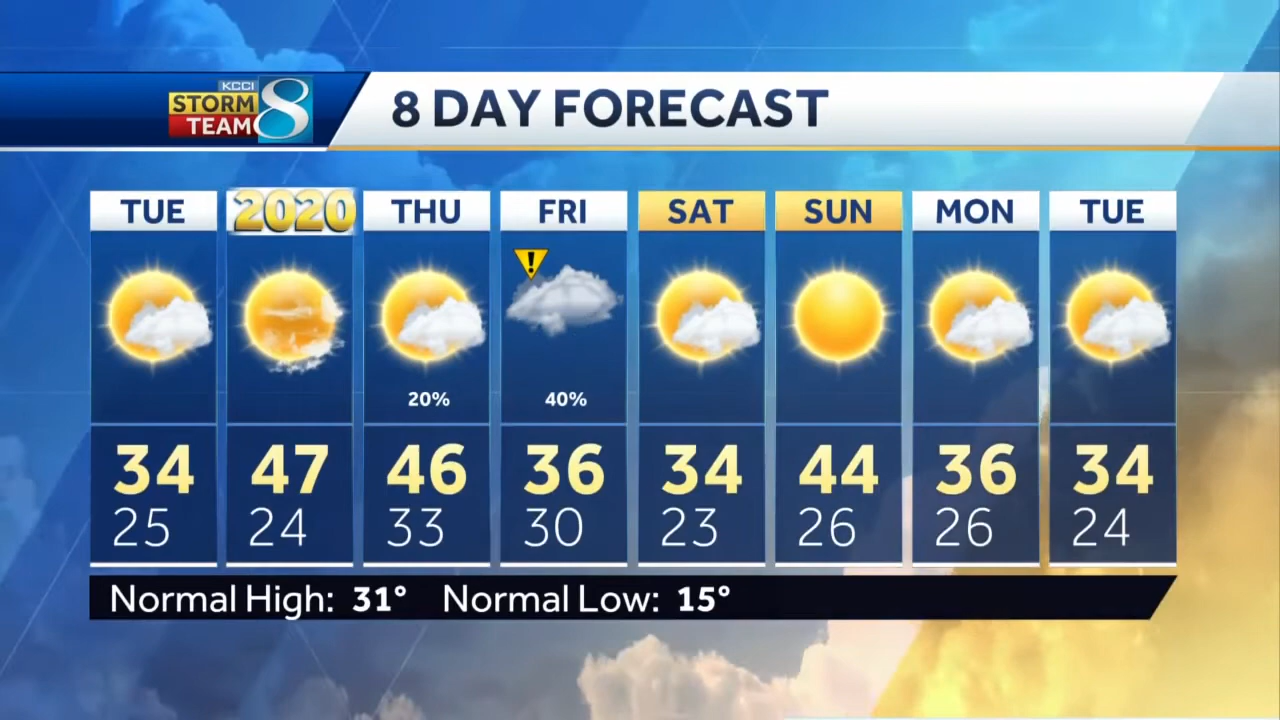 KCCI
STORM
TEAM 8
8 DAY FORECAST
TUE 2020 THU FRI SAT SUN MON TUE
!
20% 40%
34 47 46 36 34 44 36 34
25 24 33 30 23 26 26 24
Normal High: 31° Normal Low: 15°